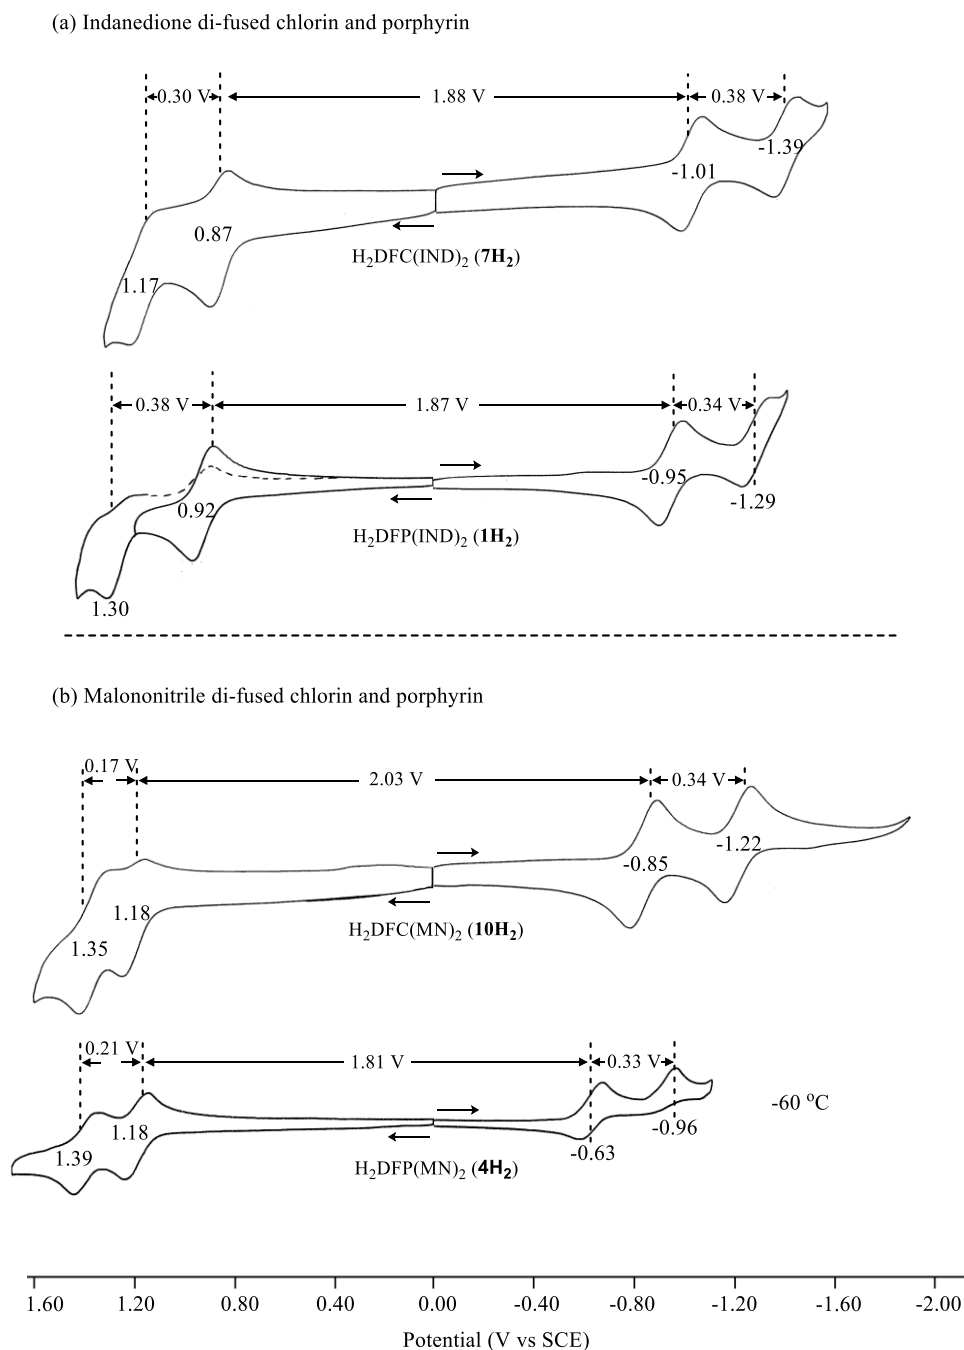 (a) Indanedione di-fused chlorin and porphyrin
0.30 V 1.88 V 0.38 V
-1.39
-1.01
0.87
H₂DFC(IND)₂ (7H₂)
1.17
0.38 V 1.87 V 0.34 V
-0.95
-1.29
0.92
H₂DFP(IND)₂ (1H₂)
1.30
(b) Malononitrile di-fused chlorin and porphyrin
0.17 V 2.03 V 0.34 V
-1.22
-0.85
1.18
H₂DFC(MN)₂ (10H₂)
1.35
0.21 V 1.81 V 0.33 V
-60 °C
1.18 -0.96
-0.63
1.39
H₂DFP(MN)₂ (4H₂)
1.60 1.20 0.80 0.40 0.00 -0.40 -0.80 -1.20 -1.60 -2.00
Potential (V vs SCE)